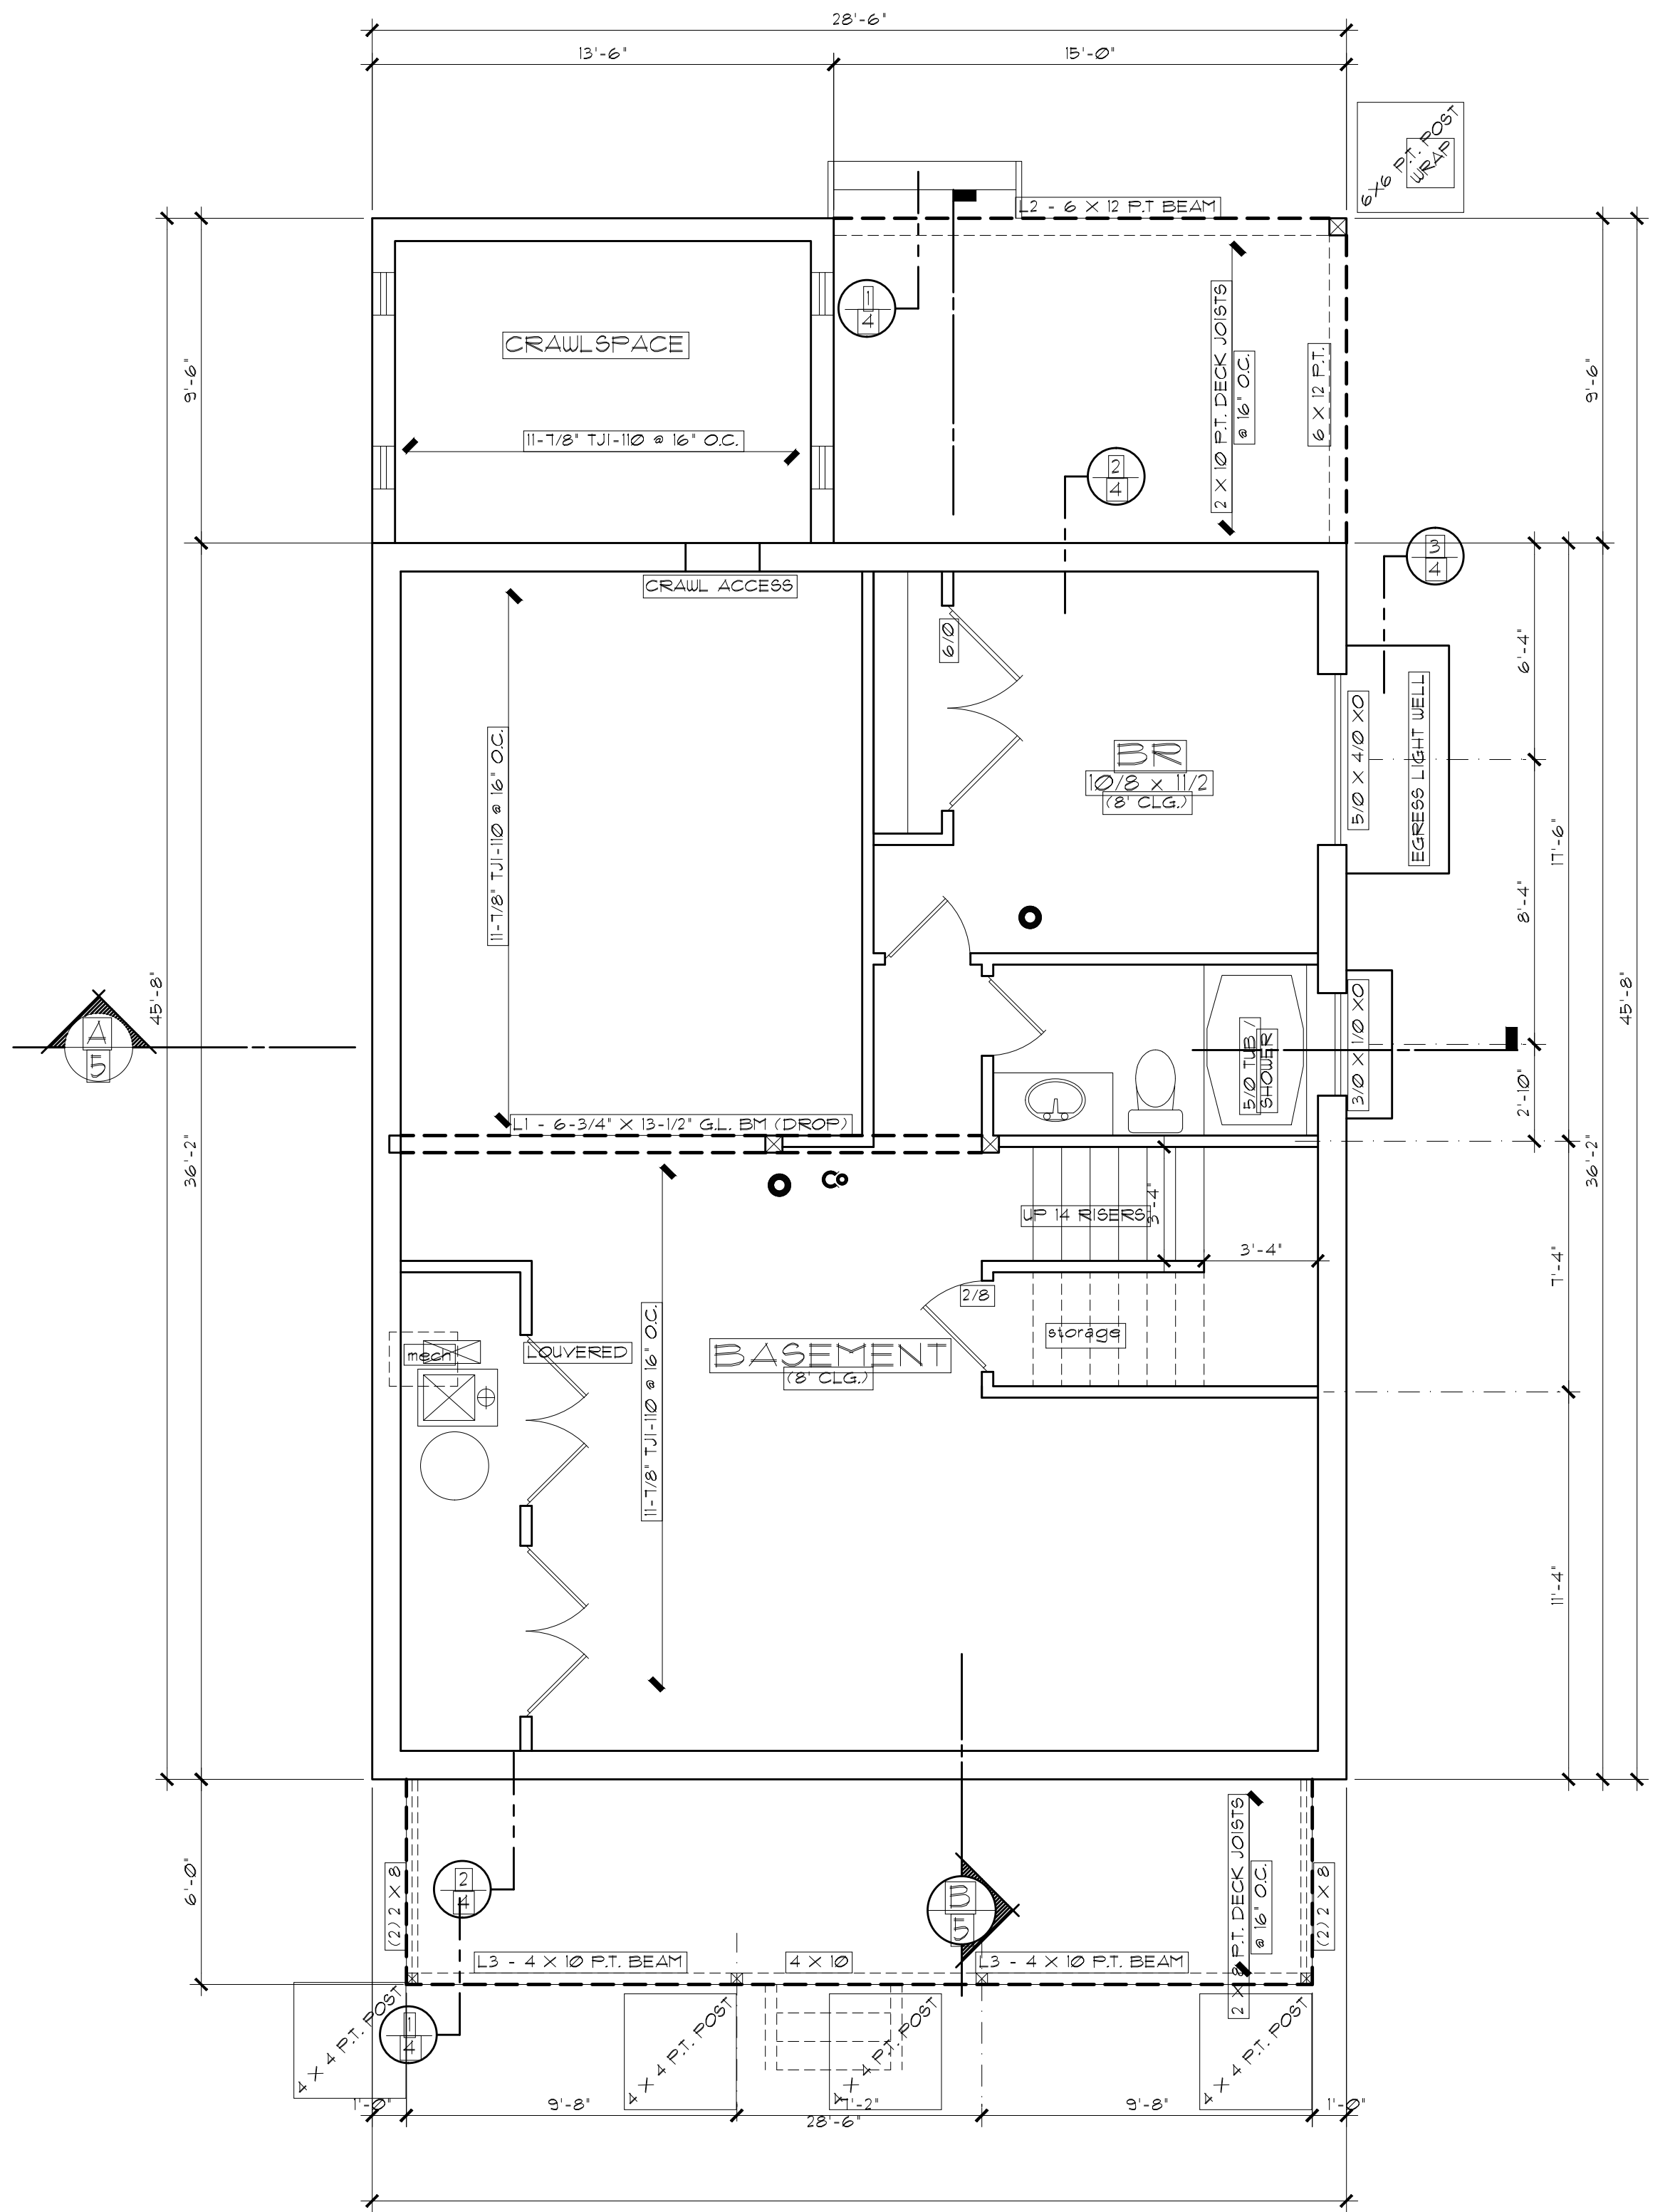 28'-6"
13'-6"
15'-0"
6X6 P.T. POST
WRAP
L2 - 6 X 12 P.T BEAM
1
4
CRAWLSPACE
2 X 10 P.T. DECK JOISTS
@ 16" O.C.
6 X 12 P.T.
9'-6"
9'-6"
11-7/8" TJI-110 @ 16" O.C.
2
4
3
4
CRAWL ACCESS
6/0
6'-4"
EGRESS LIGHT WELL
5/0 X 4/0 XO
BR
10/8 x 11/2
(8' CLG.)
11-7/8" TJI-110 @ 16" O.C.
17'-6"
8'-4"
45'-8"
45'-8"
A
5
5/0 TUB /
SHOWER
3/0 X 1/0 XO
2'-10"
L1 - 6-3/4" X 13-1/2" G.L. BM (DROP)
36'-2"
36'-2"
CO
UP 14 RISERS
3'-4"
3'-4"
7'-4"
2/8
storage
mech
LOUVERED
11-7/8" TJI-110 @ 16" O.C.
BASEMENT
(8' CLG.)
11'-4"
6'-0"
(2) 2 X 8
2
4
B
5
2 X 8 P.T. DECK JOISTS
@ 16" O.C.
(2) 2 X 8
L3 - 4 X 10 P.T. BEAM
4 X 10
L3 - 4 X 10 P.T. BEAM
4 X 4 P.T. POST
1
4
4 X 4 P.T. POST
4 X 4 P.T. POST
4 X 4 P.T. POST
1'-0"
9'-8"
7'-2"
9'-8"
1'-0"
28'-6"